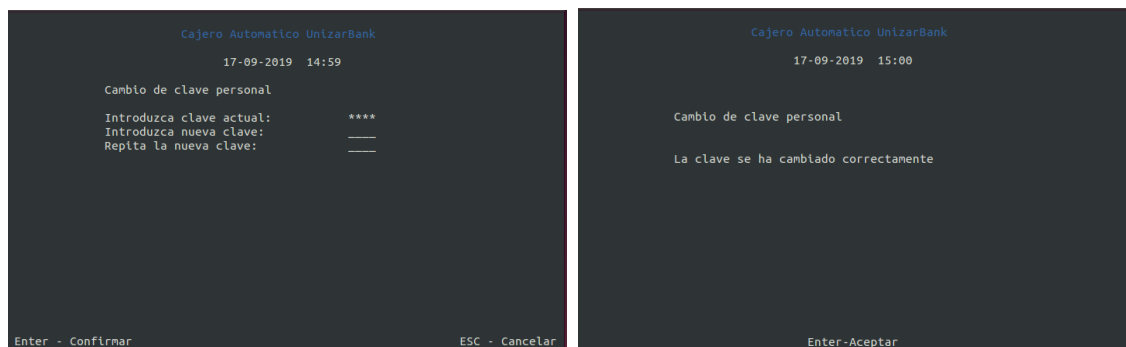 Cajero Automatico UnizarBank
17-09-2019 14:59
Cambio de clave personal
Introduzca clave actual: ****
Introduzca nueva clave: ____
Repita la nueva clave: ____
Enter - Confirmar ESC - Cancelar
Cajero Automatico UnizarBank
17-09-2019 15:00
Cambio de clave personal
La clave se ha cambiado correctamente
Enter-Aceptar